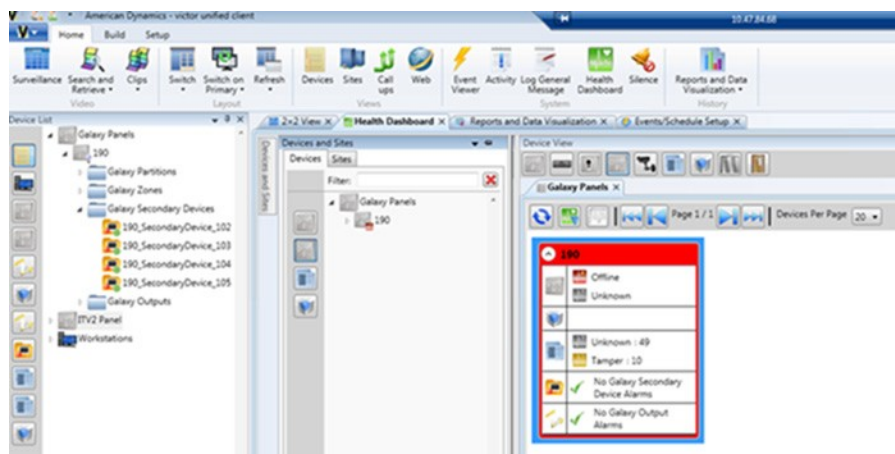 American Dynamics - victor unified client
10.47.84.68
Home Build Setup
Surveillance Search and Retrieve Clips Switch Switch on Primary Refresh Devices Sites Call ups Web Event Viewer Activity Log General Message Health Dashboard Silence Reports and Data Visualization
Video Layout Views System History
Device List
2×2 View × Health Dashboard × Reports and Data Visualization × Events/Schedule Setup ×
Galaxy Panels
190
Galaxy Partitions
Galaxy Zones
Galaxy Secondary Devices
190_SecondaryDevice_102
190_SecondaryDevice_103
190_SecondaryDevice_104
190_SecondaryDevice_105
Galaxy Outputs
ITV2 Panel
Workstations
Devices and Sites
Devices and Sites
Devices Sites
Filter:
Galaxy Panels
190
Device View
Galaxy Panels ×
Page 1 / 1 Devices Per Page 20
190
Offline
Unknown
Unknown : 49
Tamper : 10
No Galaxy Secondary
Device Alarms
No Galaxy Output
Alarms